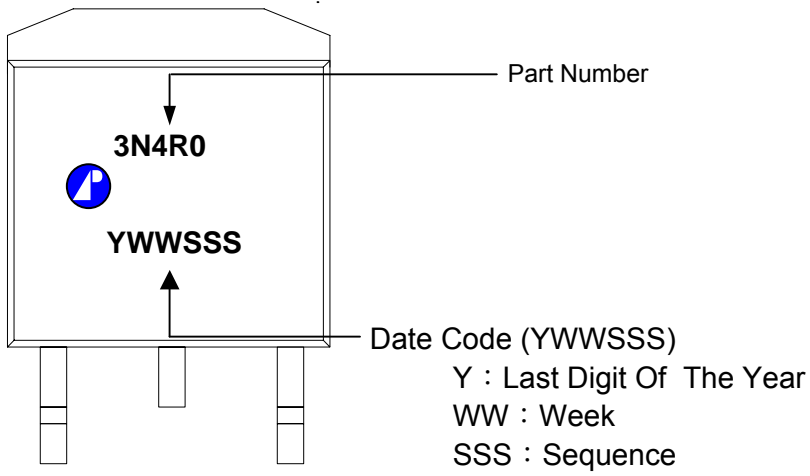 Part Number
3N4R0
YWWSSS
Date Code (YWWSSS)
Y：Last Digit Of The Year
WW：Week
SSS：Sequence